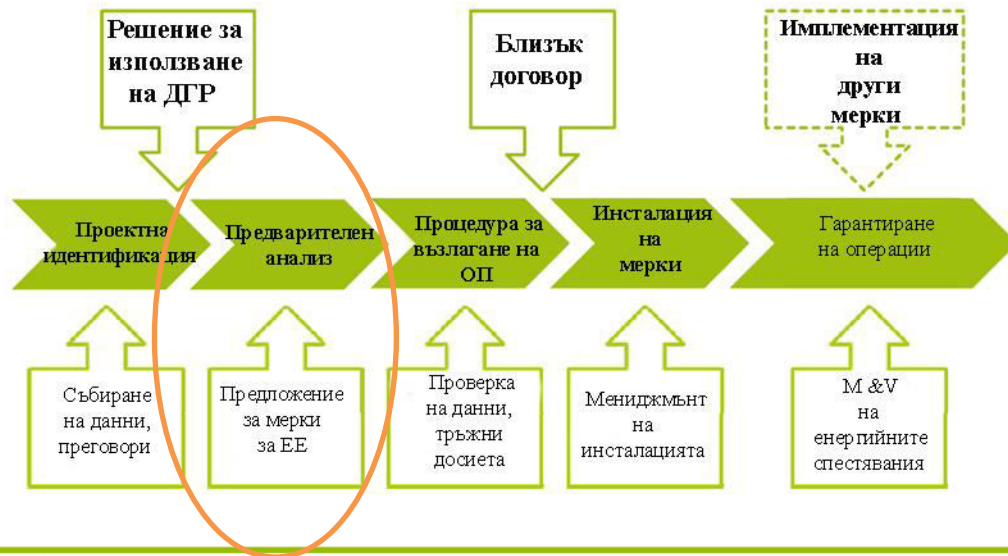 Решение за
използване
на ДГР
Близък
договор
Имплементация
на
други
мерки
Проектна
идентификация
Предварителен
анализ
Процедура за
възлагане на
ОП
Инсталация
на
мерки
Гарантиране
на операции
Събиране
на данни,
преговори
Предложение
за мерки
за ЕЕ
Проверка
на данни,
тръжни
досиета
Мениджмънт
на
инсталацията
M &V
на
енергийните
спестявания